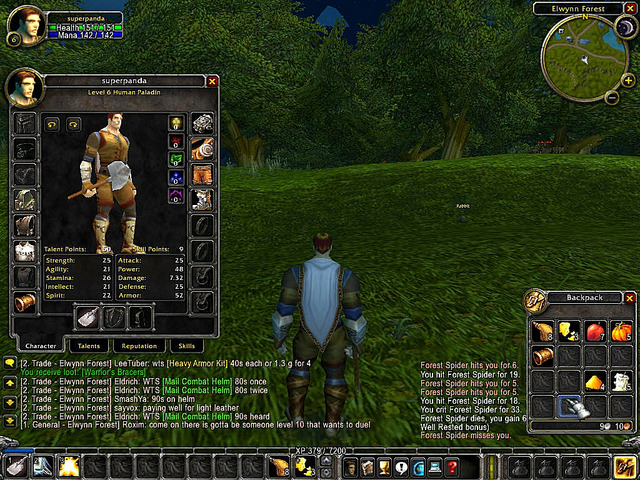 superpanda
Health 151 / 151
Mana 142 / 142
6
Elwynn Forest
N
superpanda
Level 6 Human Paladin
Talent Points:
Skill Points: 9
Strength: 25
Agility: 21
Stamina: 26
Intellect: 21
Spirit: 22
Attack: 25
Power: 48
Damage: 7.32
Defense: 25
Armor: 52
Character
Talents
Reputation
Skills
Rabbit
Backpack
[2. Trade - Elwynn Forest] LeeTuber: wts [Heavy Armor Kit] 40s each or 1.3 g for 4
You receive loot: [Warrior's Bracers]
[2. Trade - Elwynn Forest] Eldrich: WTS [Mail Combat Helm] 80s once
[2. Trade - Elwynn Forest] Eldrich: WTS [Mail Combat Helm] 80s twice
[2. Trade - Elwynn Forest] SmashYa: 90s on helm
[2. Trade - Elwynn Forest] sayvox: paying well for light leather
[2. Trade - Elwynn Forest] Eldrich: WTS [Mail Combat Helm] 90s heard
[1. General - Elwynn Forest] Roxim: come on there is gotta be someone level 10 that wants to duel
Forest Spider hits you for 6.
You hit Forest Spider for 19.
Forest Spider hits you for 5.
Forest Spider hits you for 5.
You hit Forest Spider for 18.
You crit Forest Spider for 33.
Forest Spider dies, you gain 6
Well Rested bonus)
Forest Spider misses you.
9 10
XP 379 / 7200